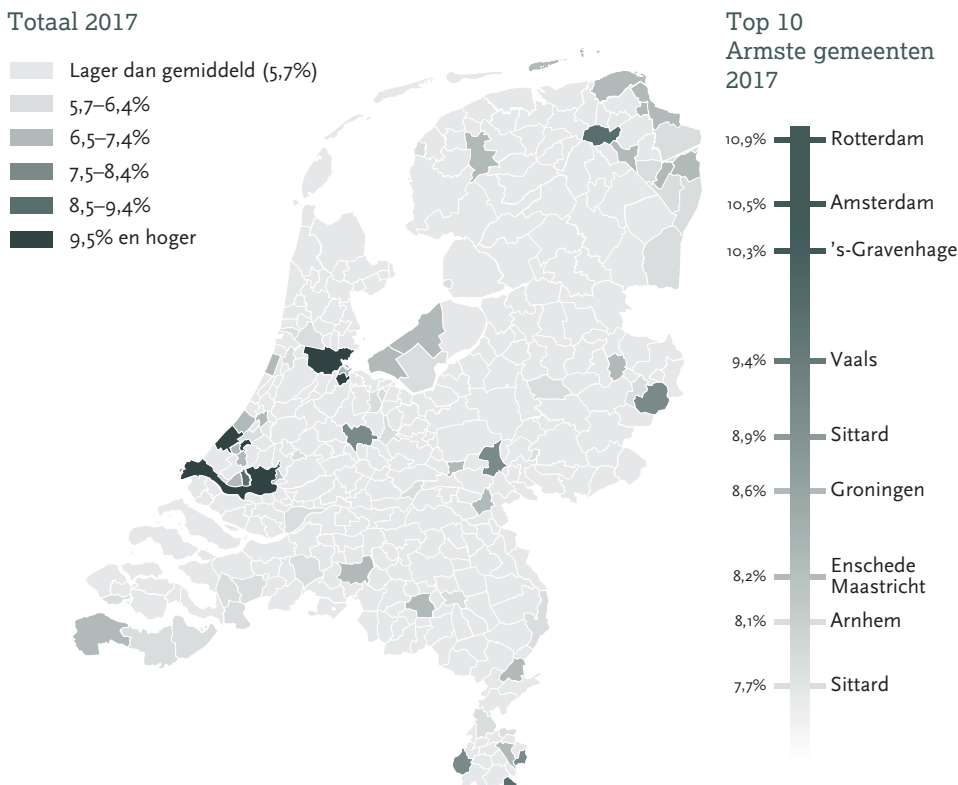 Totaal 2017
Lager dan gemiddeld (5,7%)
5,7–6,4%
6,5–7,4%
7,5–8,4%
8,5–9,4%
9,5% en hoger
Top 10
Armste gemeenten
2017
10,9% Rotterdam
10,5% Amsterdam
10,3% ’s-Gravenhage
9,4% Vaals
8,9% Sittard
8,6% Groningen
8,2% Enschede
Maastricht
8,1% Arnhem
7,7% Sittard